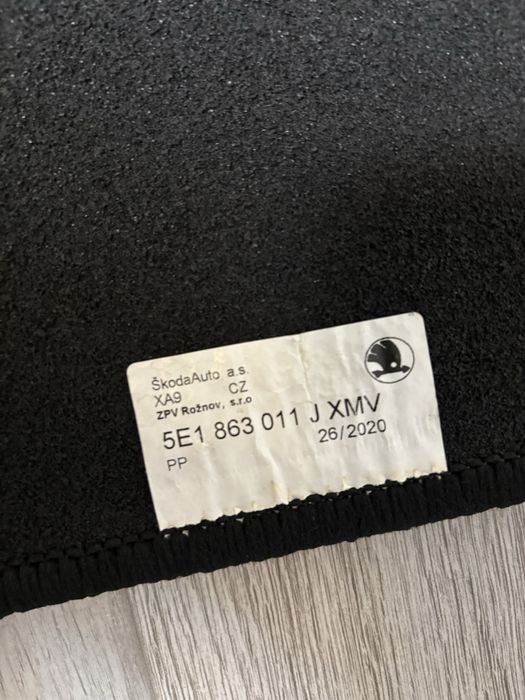 ŠkodaAuto a.s.
XA9 CZ
ZPV Rožnov, s.r.o
5E1 863 011 J XMV
PP 26/2020